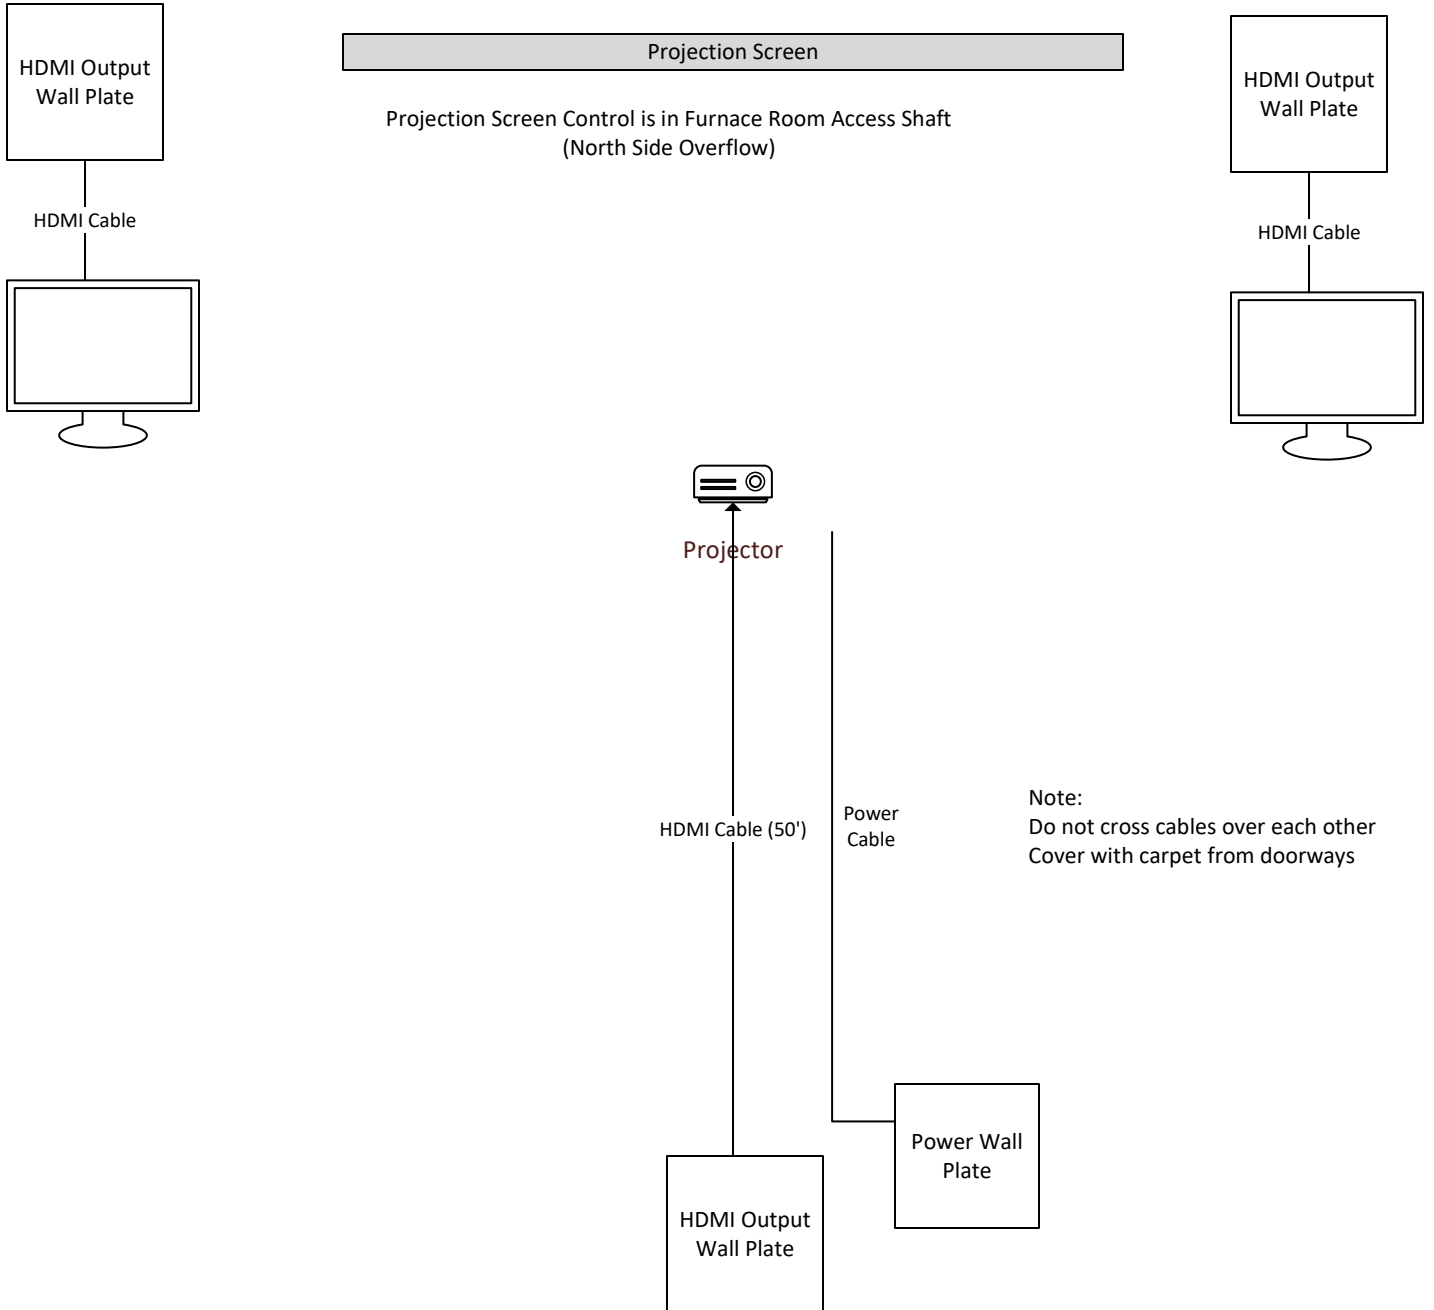 HDMI Output
Wall Plate
Projection Screen
HDMI Output
Wall Plate
Projection Screen Control is in Furnace Room Access Shaft
(North Side Overflow)
HDMI Cable
HDMI Cable
Projector
HDMI Cable (50')
Power
Cable
Note:
Do not cross cables over each other
Cover with carpet from doorways
Power Wall
Plate
HDMI Output
Wall Plate